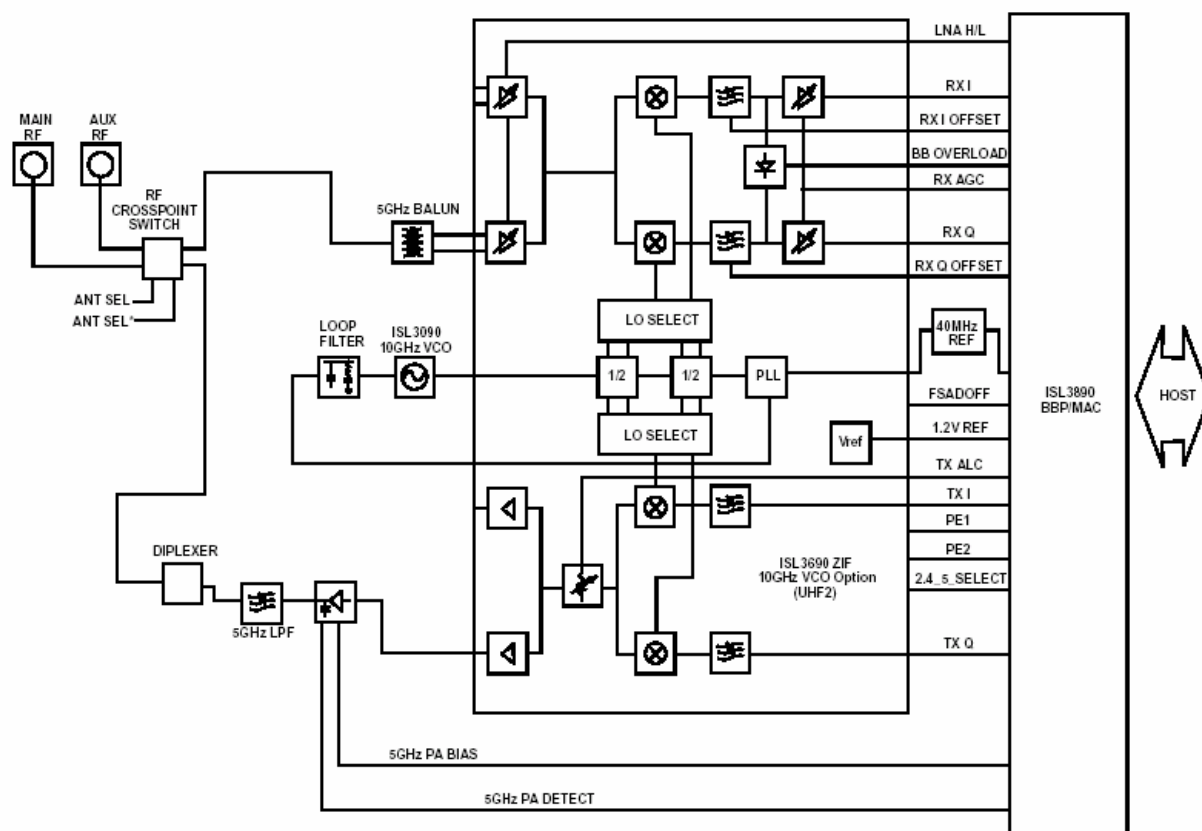 LNA H/L
RX I
RX I OFFSET
BB OVERLOAD
RX AGC
RX Q
RX Q OFFSET
MAIN
RF
AUX
RF
RF
CROSSPOINT
SWITCH
5GHz BALUN
ANT SEL
ANT SEL*
LOOP
FILTER
ISL3090
10GHz VCO
LO SELECT
1/2
1/2
PLL
LO SELECT
40MHz
REF
FSADOFF
1.2V REF
Vref
TX ALC
TX I
PE1
PE2
2.4_5_SELECT
TX Q
ISL3690 ZIF
10GHz VCO Option
(UHF2)
ISL3890
BBP/MAC
HOST
DIPLEXER
5GHz LPF
5GHz PA BIAS
5GHz PA DETECT